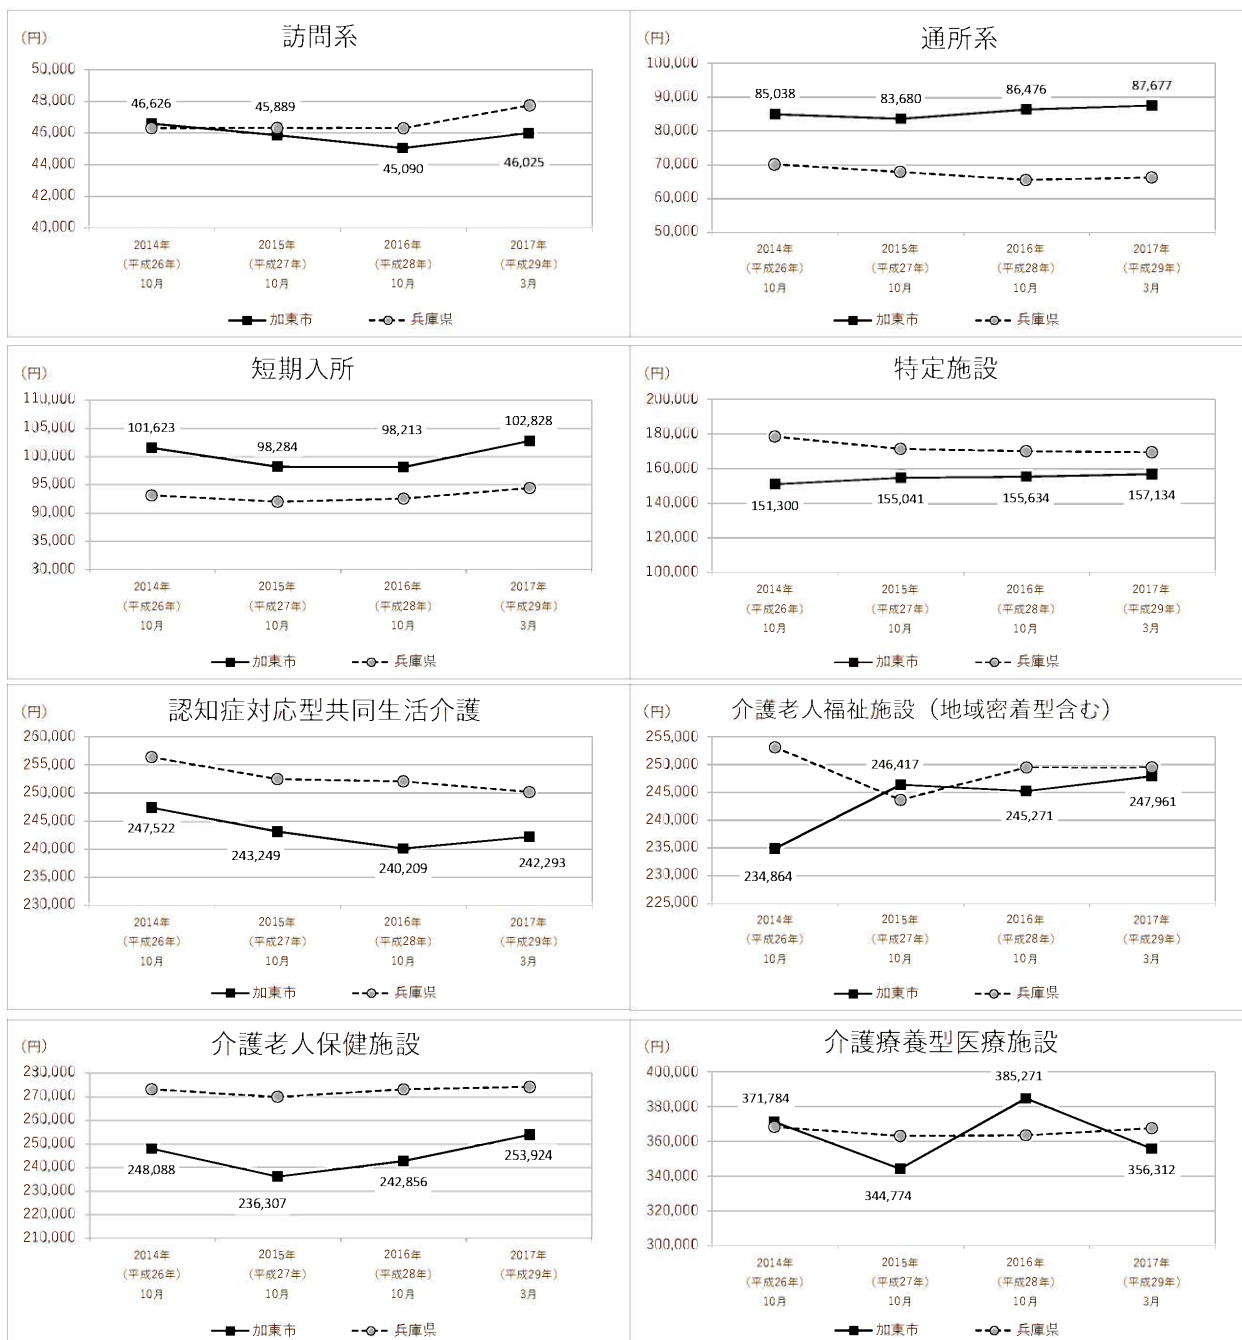 訪問系
(円)
50,000
48,000
46,000
44,000
42,000
40,000
46,626
45,889
45,090
46,025
2014年 2015年 2016年 2017年
(平成26年) (平成27年) (平成28年) (平成29年)
10月 10月 10月 3月
加東市 兵庫県
通所系
(円)
100,000
90,000
80,000
70,000
60,000
50,000
85,038
83,680
86,476
87,677
2014年 2015年 2016年 2017年
(平成26年) (平成27年) (平成28年) (平成29年)
10月 10月 10月 3月
加東市 兵庫県
短期入所
(円)
110,000
105,000
100,000
95,000
90,000
85,000
80,000
101,623
98,284
98,213
102,828
2014年 2015年 2016年 2017年
(平成26年) (平成27年) (平成28年) (平成29年)
10月 10月 10月 3月
加東市 兵庫県
特定施設
(円)
200,000
180,000
160,000
140,000
120,000
100,000
151,300
155,041
155,634
157,134
2014年 2015年 2016年 2017年
(平成26年) (平成27年) (平成28年) (平成29年)
10月 10月 10月 3月
加東市 兵庫県
認知症対応型共同生活介護
(円)
260,000
255,000
250,000
245,000
240,000
235,000
230,000
247,522
243,249
240,209
242,293
2014年 2015年 2016年 2017年
(平成26年) (平成27年) (平成28年) (平成29年)
10月 10月 10月 3月
加東市 兵庫県
介護老人福祉施設（地域密着型含む）
(円)
255,000
250,000
245,000
240,000
235,000
230,000
225,000
234,864
246,417
245,271
247,961
2014年 2015年 2016年 2017年
(平成26年) (平成27年) (平成28年) (平成29年)
10月 10月 10月 3月
加東市 兵庫県
介護老人保健施設
(円)
280,000
270,000
260,000
250,000
240,000
230,000
220,000
210,000
248,088
236,307
242,856
253,924
2014年 2015年 2016年 2017年
(平成26年) (平成27年) (平成28年) (平成29年)
10月 10月 10月 3月
加東市 兵庫県
介護療養型医療施設
(円)
400,000
380,000
360,000
340,000
320,000
300,000
371,784
344,774
385,271
356,312
2014年 2015年 2016年 2017年
(平成26年) (平成27年) (平成28年) (平成29年)
10月 10月 10月 3月
加東市 兵庫県